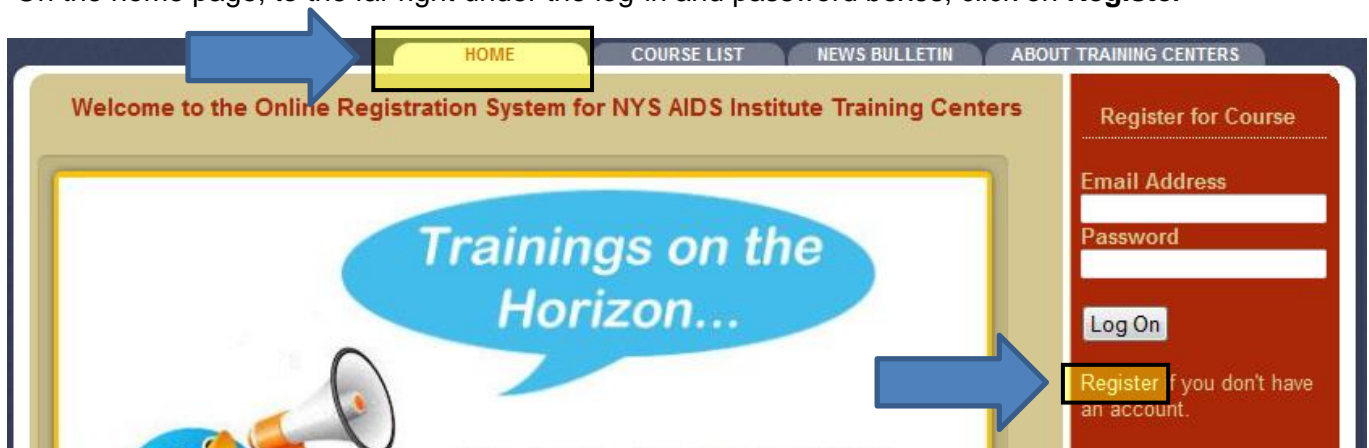 On the home page, to the far right under the log-in and password boxes, click on Register
HOME COURSE LIST NEWS BULLETIN ABOUT TRAINING CENTERS
Welcome to the Online Registration System for NYS AIDS Institute Training Centers
Trainings on the
Horizon...
Register for Course
Email Address
Password
Log On
Register if you don't have
an account.